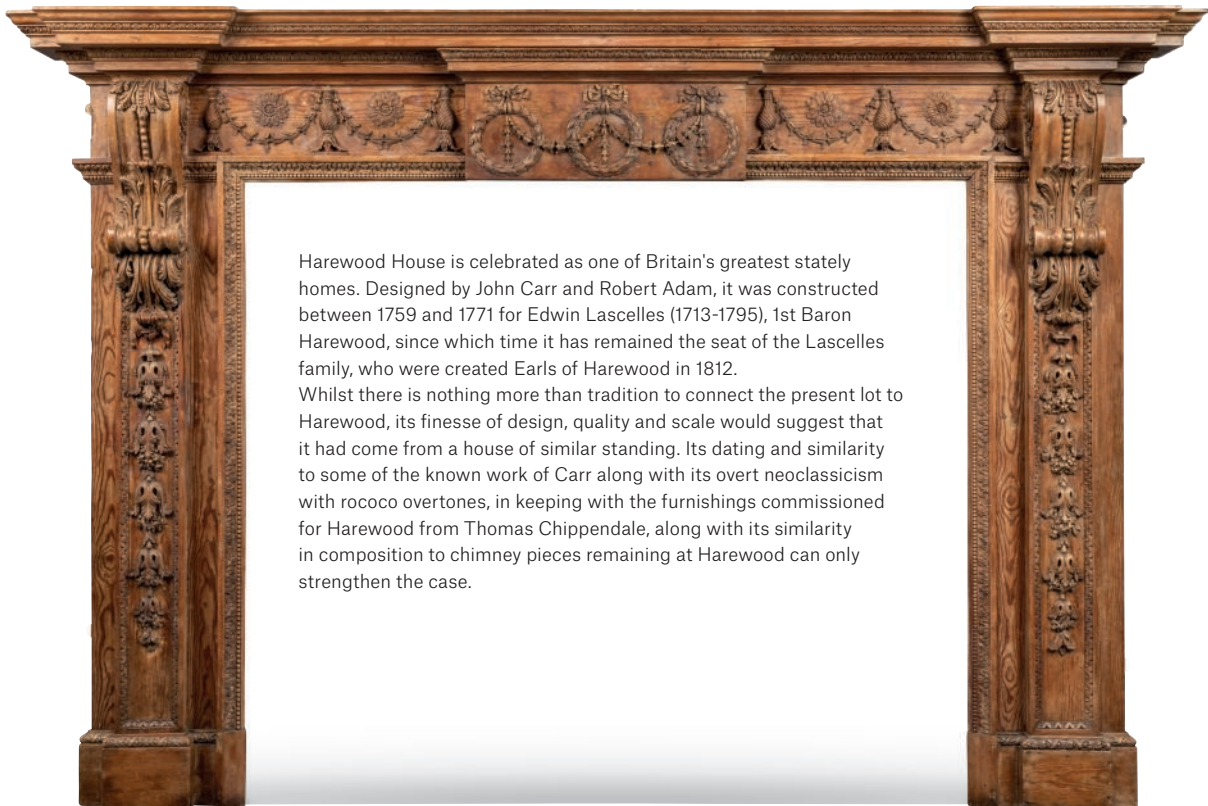 Harewood House is celebrated as one of Britain's greatest stately
homes. Designed by John Carr and Robert Adam, it was constructed
between 1759 and 1771 for Edwin Lascelles (1713-1795), 1st Baron
Harewood, since which time it has remained the seat of the Lascelles
family, who were created Earls of Harewood in 1812.
Whilst there is nothing more than tradition to connect the present lot to
Harewood, its finesse of design, quality and scale would suggest that
it had come from a house of similar standing. Its dating and similarity
to some of the known work of Carr along with its overt neoclassicism
with rococo overtones, in keeping with the furnishings commissioned
for Harewood from Thomas Chippendale, along with its similarity
in composition to chimney pieces remaining at Harewood can only
strengthen the case.